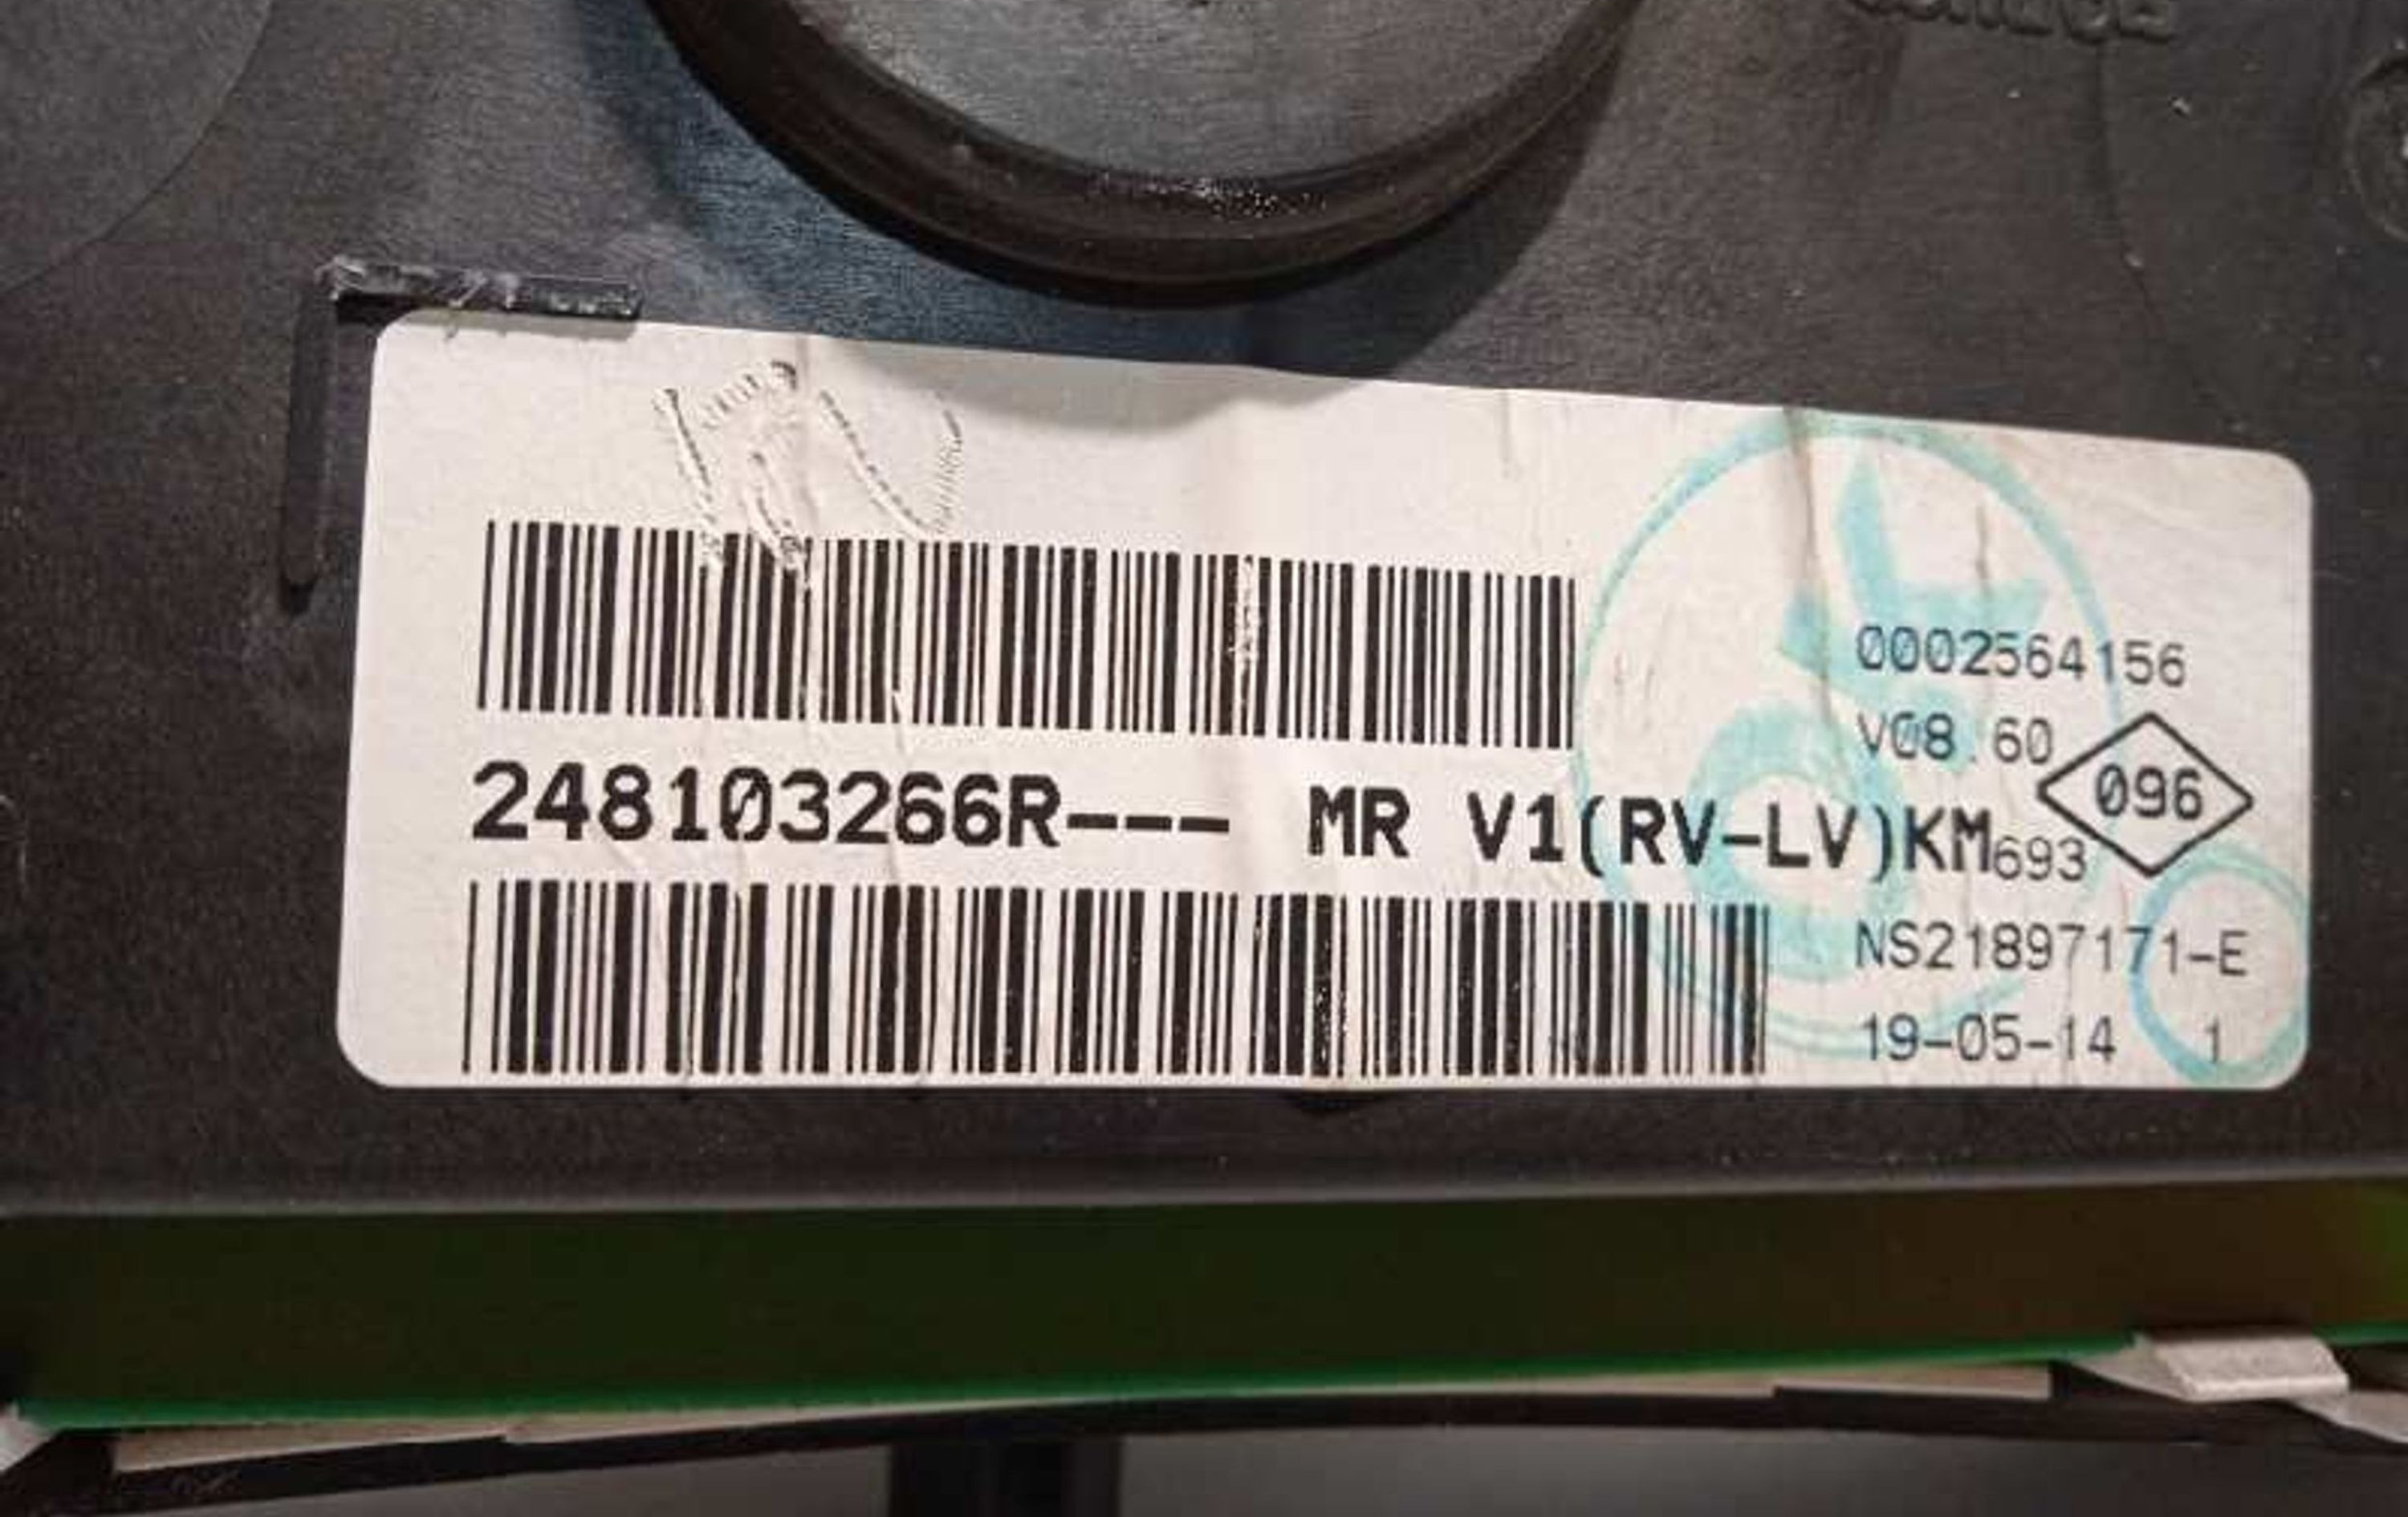 0002564156
V08.60
096
248103266R--- MR V1(RV-LV)KM693
NS21897171-E
19-05-14 1